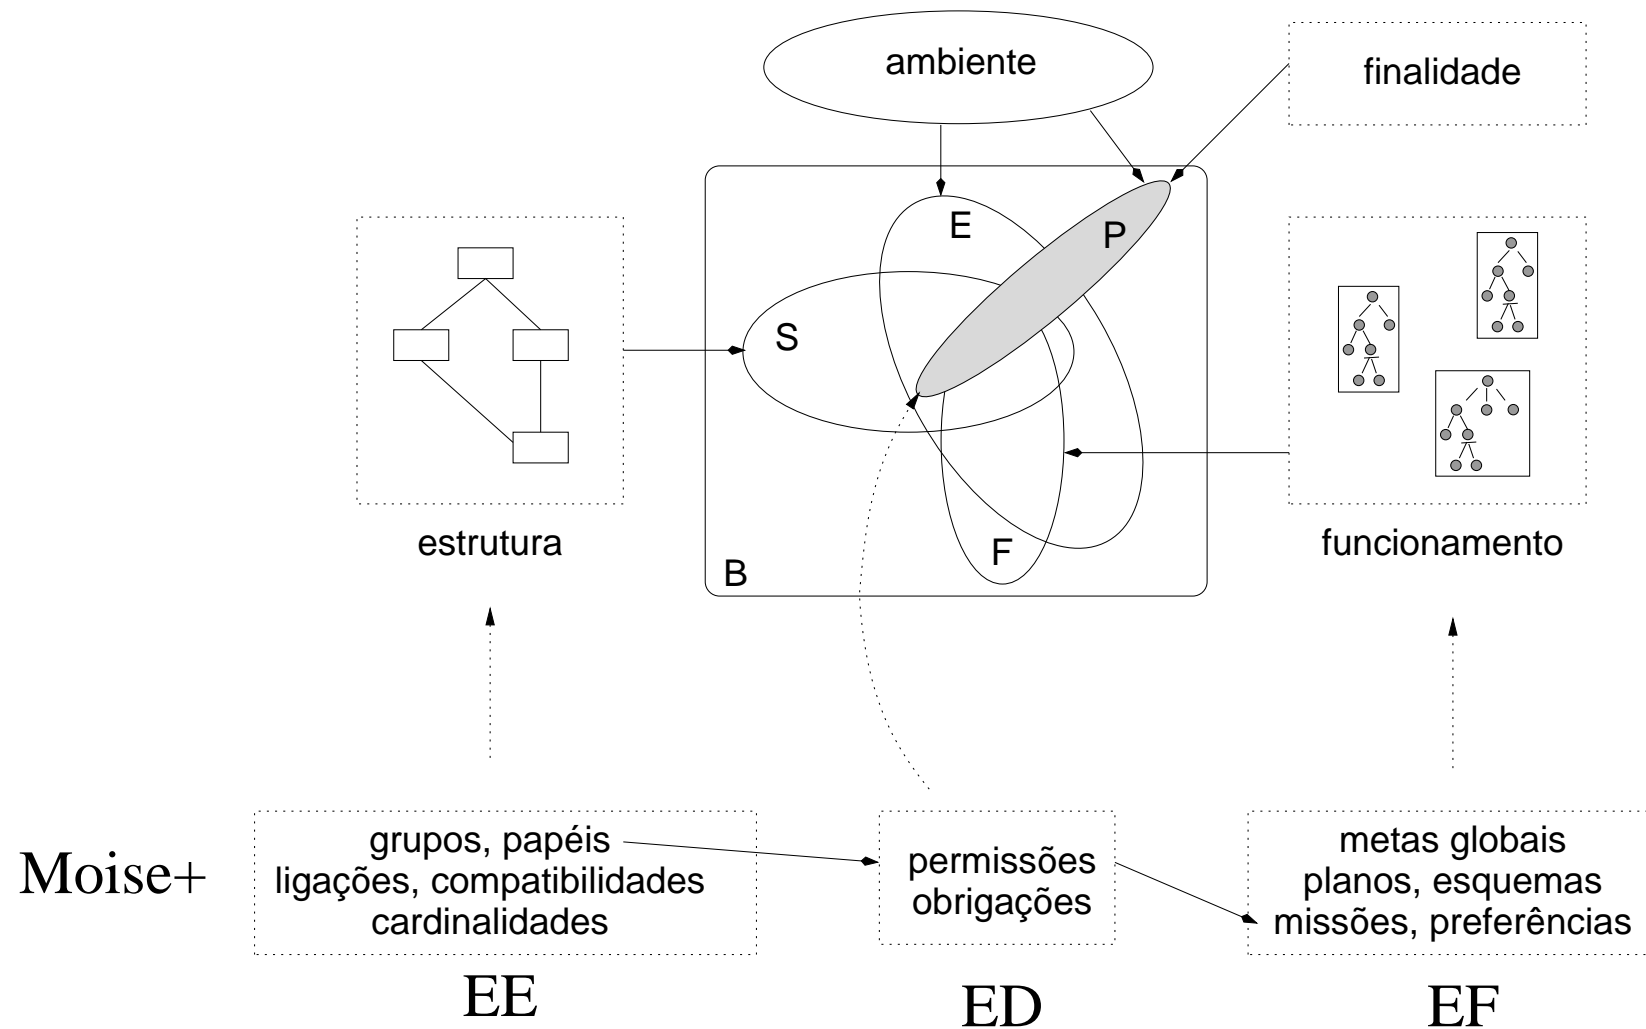 ambiente
finalidade
E
P
S
F
B
estrutura
funcionamento
Moise+
grupos, papéis
ligações, compatibilidades
cardinalidades
permissões
obrigações
metas globais
planos, esquemas
missões, preferências
EE
ED
EF